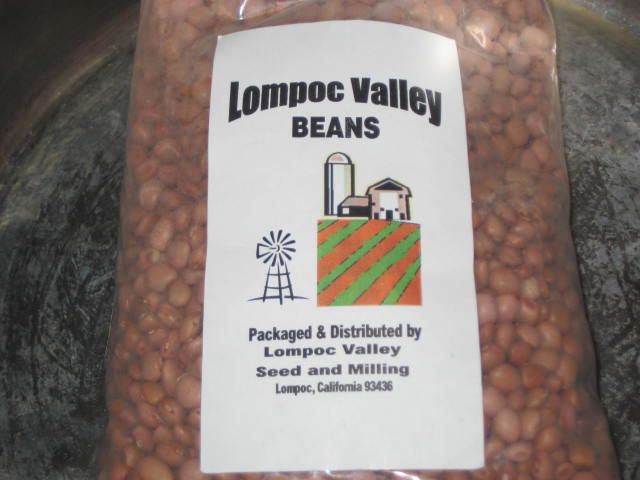 Lompoc Valley
BEANS
Packaged & Distributed by
Lompoc Valley
Seed and Milling
Lompoc, California 93436